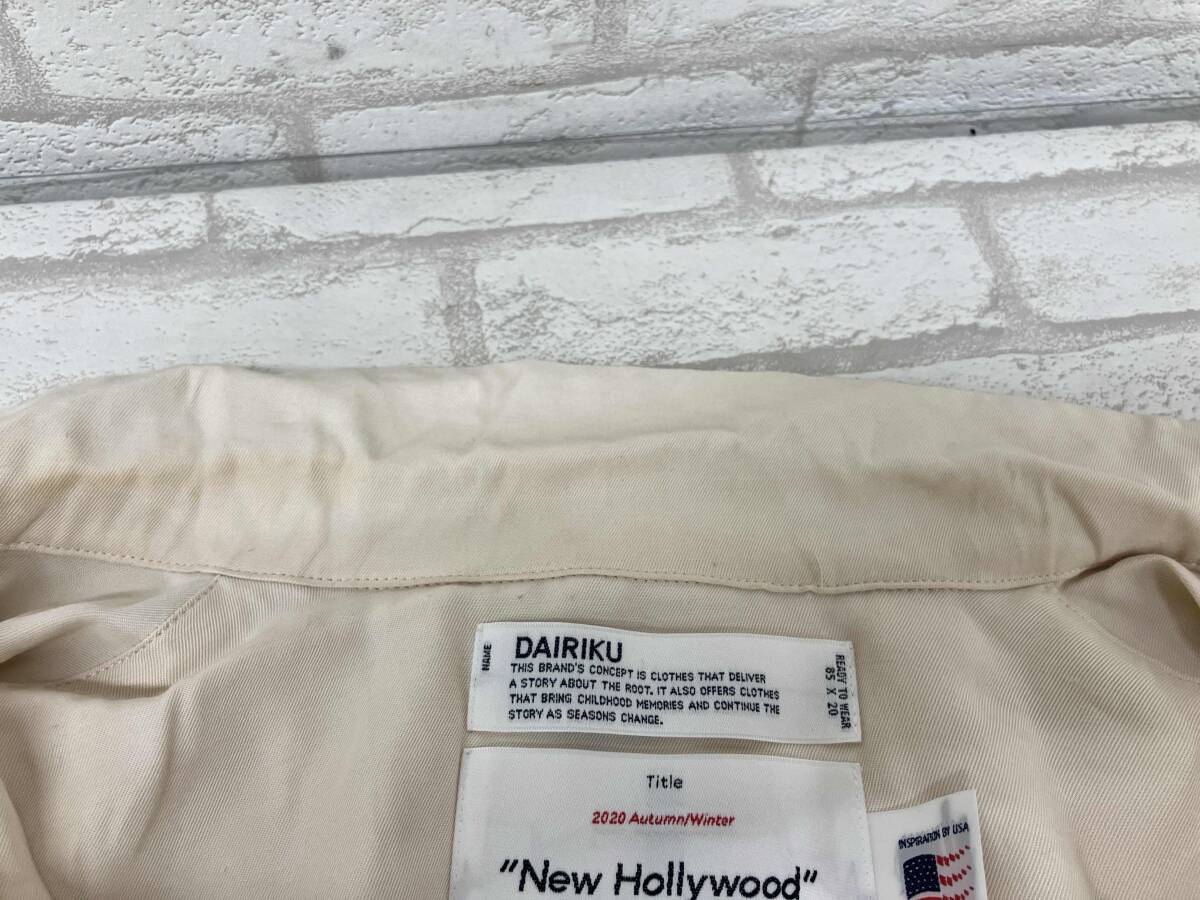 NAME
DAIRIKU
THIS BRAND'S CONCEPT IS CLOTHES THAT DELIVER
A STORY ABOUT THE ROOT. IT ALSO OFFERS CLOTHES
THAT BRING CHILDHOOD MEMORIES AND CONTINUE THE
STORY AS SEASONS CHANGE.
READY TO WEAR
85 X 20
Title
2020 Autumn/Winter
"New Hollywood"
INSPIRATION BY USA